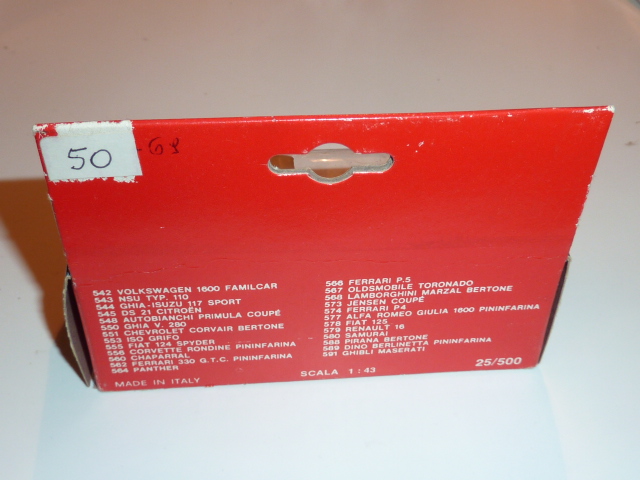 50
-68
542 VOLKSWAGEN 1600 FAMILCAR
543 NSU TYP. 110
544 GHIA-ISUZU 117 SPORT
545 DS 21 CITROËN
548 AUTOBIANCHI PRIMULA COUPÉ
550 GHIA V. 280
551 CHEVROLET CORVAIR BERTONE
553 ISO GRIFO
555 FIAT 124 SPYDER
556 CORVETTE RONDINE PININFARINA
560 CHAPARRAL
562 FERRARI 330 G.T.C. PININFARINA
564 PANTHER
566 FERRARI P.5
567 OLDSMOBILE TORONADO
568 LAMBORGHINI MARZAL BERTONE
573 JENSEN COUPÉ
574 FERRARI P4
577 ALFA ROMEO GIULIA 1600 PININFARINA
578 FIAT 125
579 RENAULT 16
580 SAMURAI
588 PIRANA BERTONE
589 DINO BERLINETTA PININFARINA
591 GHIBLI MASERATI
MADE IN ITALY
SCALA 1:43
25/500